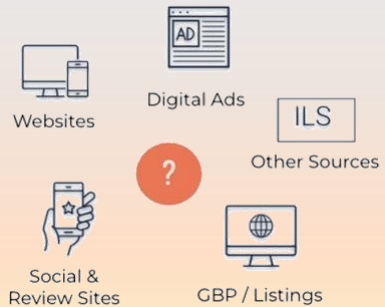 AD
Digital Ads
Websites
ILS
Other Sources
?
Social &
Review Sites
GBP / Listings